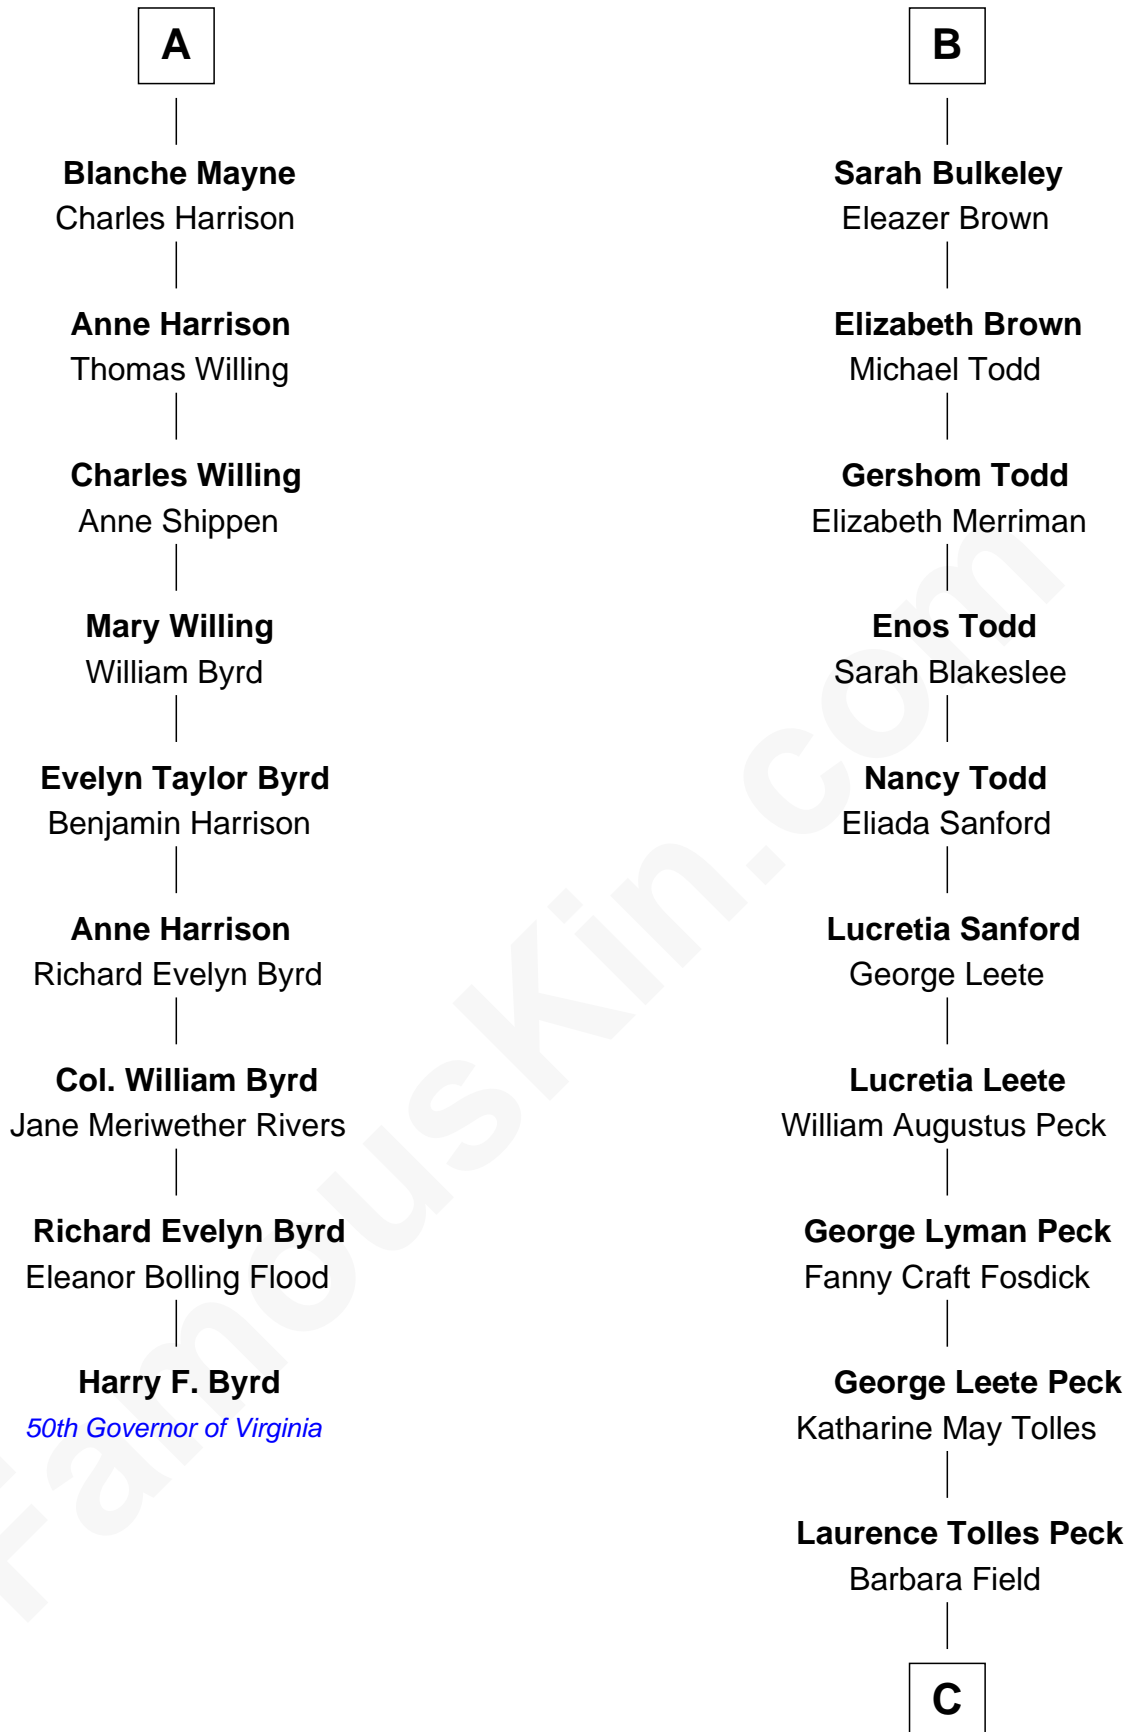 A
Blanche Mayne
Charles Harrison
Anne Harrison
Thomas Willing
Charles Willing
Anne Shippen
Mary Willing
William Byrd
Evelyn Taylor Byrd
Benjamin Harrison
Anne Harrison
Richard Evelyn Byrd
Col. William Byrd
Jane Meriwether Rivers
Richard Evelyn Byrd
Eleanor Bolling Flood
Harry F. Byrd
50th Governor of Virginia
B
Sarah Bulkeley
Eleazer Brown
Elizabeth Brown
Michael Todd
Gershom Todd
Elizabeth Merriman
Enos Todd
Sarah Blakeslee
Nancy Todd
Eliada Sanford
Lucretia Sanford
George Leete
Lucretia Leete
William Augustus Peck
George Lyman Peck
Fanny Craft Fosdick
George Leete Peck
Katharine May Tolles
Laurence Tolles Peck
Barbara Field
C
FamousKin.com